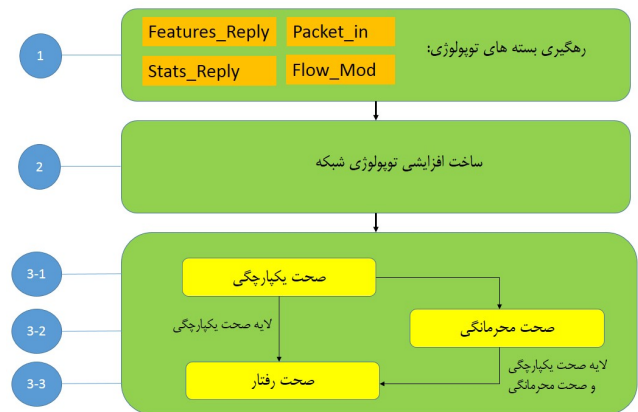 1
رهگیری بسته های توپولوژی:
Features_Reply
Packet_in
Stats_Reply
Flow_Mod
2
ساخت افزایشی توپولوژی شبکه
3-1
صحت یکپارچگی
لایه صحت یکپارچگی
3-2
صحت محرمانگی
لایه صحت یکپارچگی
و صحت محرمانگی
3-3
صحت رفتار